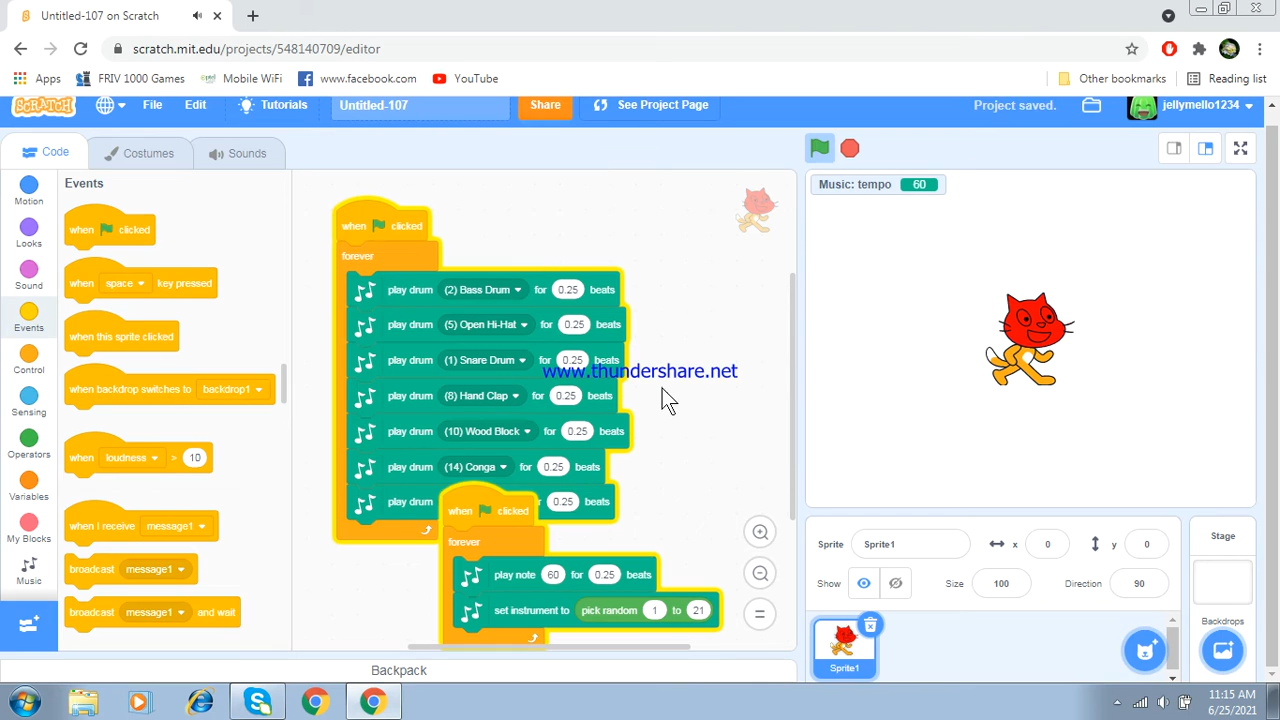 Untitled-107 on Scratch
scratch.mit.edu/projects/548140709/editor
Apps FRIV 1000 Games Mobile WiFi www.facebook.com YouTube Other bookmarks Reading list
SCRATCH File Edit Tutorials Untitled-107 Share See Project Page Project saved. jellymello1234
Code Costumes Sounds
Motion
Looks
Sound
Events
Control
Sensing
Operators
Variables
My Blocks
Music
Events
when clicked
when space key pressed
when this sprite clicked
when backdrop switches to backdrop1
when loudness > 10
when I receive message1
broadcast message1
broadcast message1 and wait
when clicked
forever
play drum (2) Bass Drum for 0.25 beats
play drum (5) Open Hi-Hat for 0.25 beats
play drum (1) Snare Drum for 0.25 beats
www.thundershare.net
play drum (8) Hand Clap for 0.25 beats
play drum (10) Wood Block for 0.25 beats
play drum (14) Conga for 0.25 beats
play drum 0.25 beats
when clicked
forever
play note 60 for 0.25 beats
set instrument to pick random 1 to 21
Backpack
Music: tempo 60
Sprite Sprite1 x 0 y 0
Show Size 100 Direction 90
Sprite1
Stage
Backdrops
11:15 AM
6/25/2021